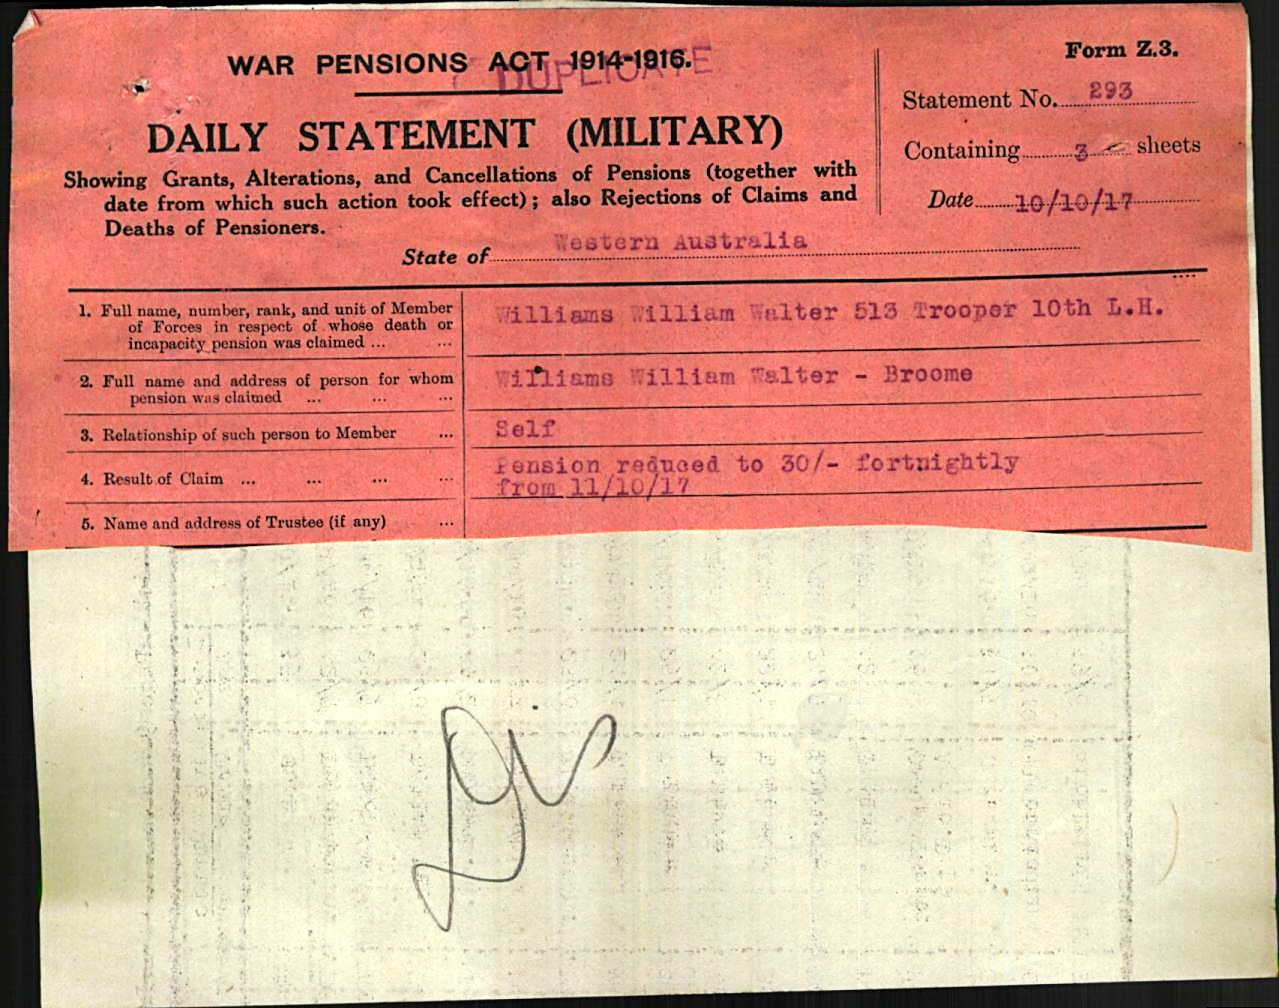 WAR PENSIONS ACT 1914-1916.
DUPLICATE
Form Z.3.
Statement No. 293
Containing 3 sheets
Date 10/10/17
DAILY STATEMENT (MILITARY)
Showing Grants, Alterations, and Cancellations of Pensions (together with
date from which such action took effect); also Rejections of Claims and
Deaths of Pensioners.
State of Western Australia
1. Full name, number, rank, and unit of Member
of Forces in respect of whose death or
incapacity pension was claimed ... ...
Williams William Walter 513 Trooper 10th L.H.
2. Full name and address of person for whom
pension was claimed ... ... ...
Williams William Walter - Broome
3. Relationship of such person to Member ...
Self
4. Result of Claim ... ... ... ...
Pension reduced to 30/- fortnightly
from 11/10/17
5. Name and address of Trustee (if any) ...